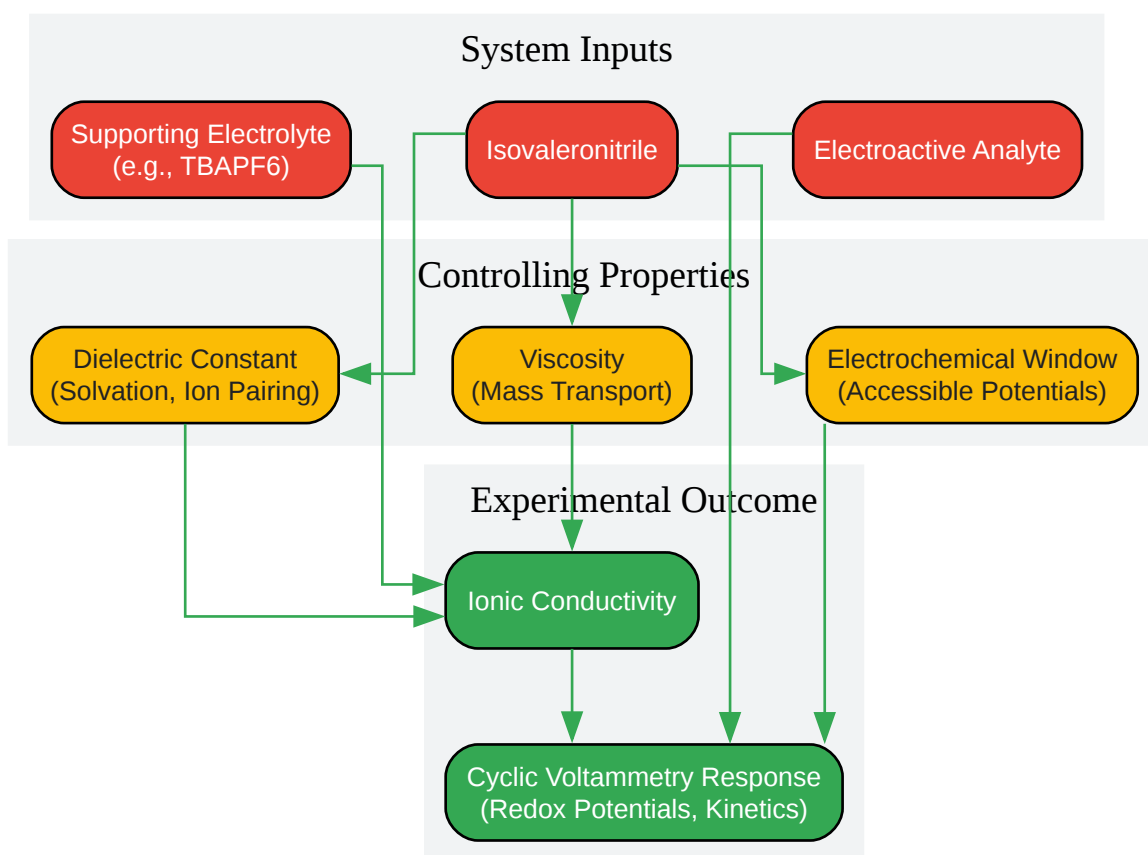 System Inputs
Supporting Electrolyte
(e.g., TBAPF6)
Isovaleronitrile
Electroactive Analyte
Controlling Properties
Dielectric Constant
(Solvation, Ion Pairing)
Viscosity
(Mass Transport)
Electrochemical Window
(Accessible Potentials)
Experimental Outcome
Ionic Conductivity
Cyclic Voltammetry Response
(Redox Potentials, Kinetics)